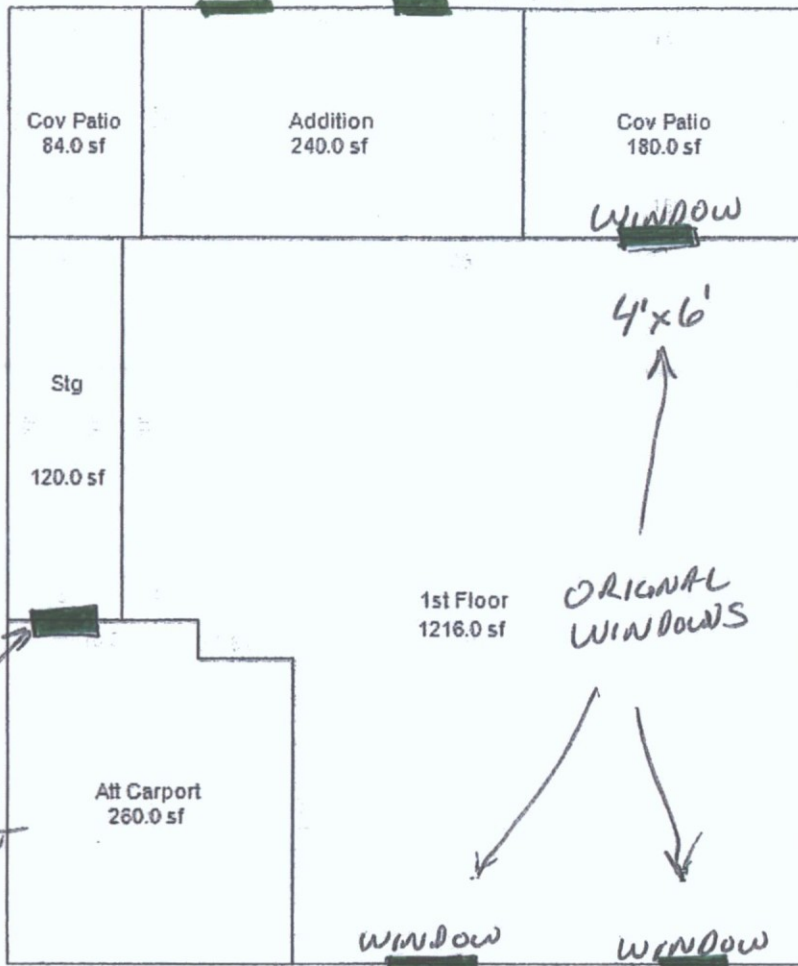 Cov Patio
84.0 sf
Addition
240.0 sf
Cov Patio
180.0 sf
WINDOW
4'x6'
Stg
120.0 sf
1st Floor
1216.0 sf
ORIGNAL
WINDOWS
Att Carport
260.0 sf
WINDOW
WINDOW